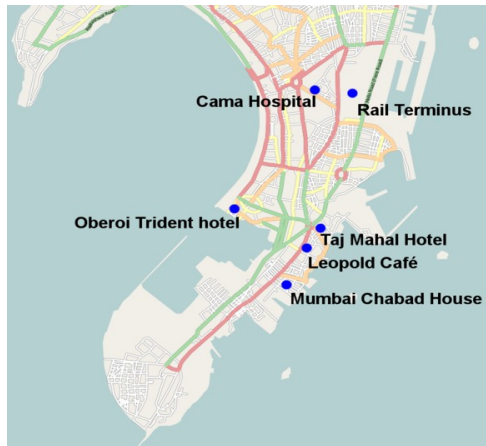 Cama Hospital
Rail Terminus
Oberoi Trident hotel
Taj Mahal Hotel
Leopold Café
Mumbai Chabad House